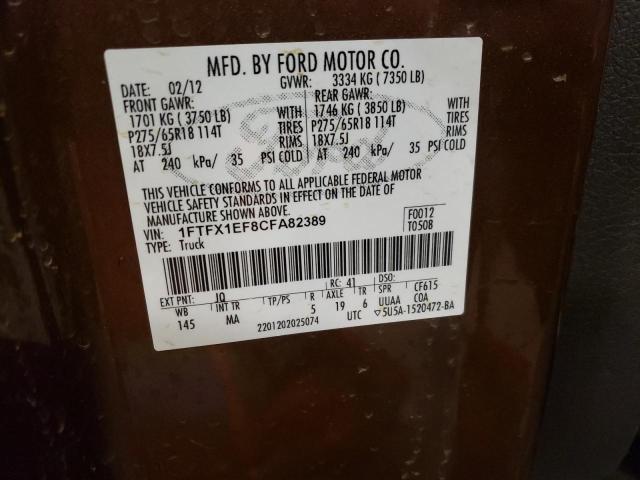 MFD. BY FORD MOTOR CO.
DATE: 02/12 GVWR: 3334 KG ( 7350 LB)
FRONT GAWR: REAR GAWR:
1701 KG ( 3750 LB) WITH 1746 KG ( 3850 LB) WITH
P275/65R18 114T TIRES P275/65R18 114T TIRES
18X7.5J RIMS 18X7.5J RIMS
AT 240 kPa/ 35 PSI COLD AT 240 kPa/ 35 PSI COLD
Ford
THIS VEHICLE CONFORMS TO ALL APPLICABLE FEDERAL MOTOR
VEHICLE SAFETY STANDARDS IN EFFECT ON THE DATE OF
MANUFACTURE SHOWN ABOVE.
VIN: 1FTFX1EF8CFA82389 F0012
TYPE: Truck T050B
EXT PNT: JQ RC: 41 DSO:
WB INT TR TP/PS R AXLE TR SPR CF615
145 MA 5 19 6 UUAA COA
2201202025074 UTC ▽5U5A-1520472-BA